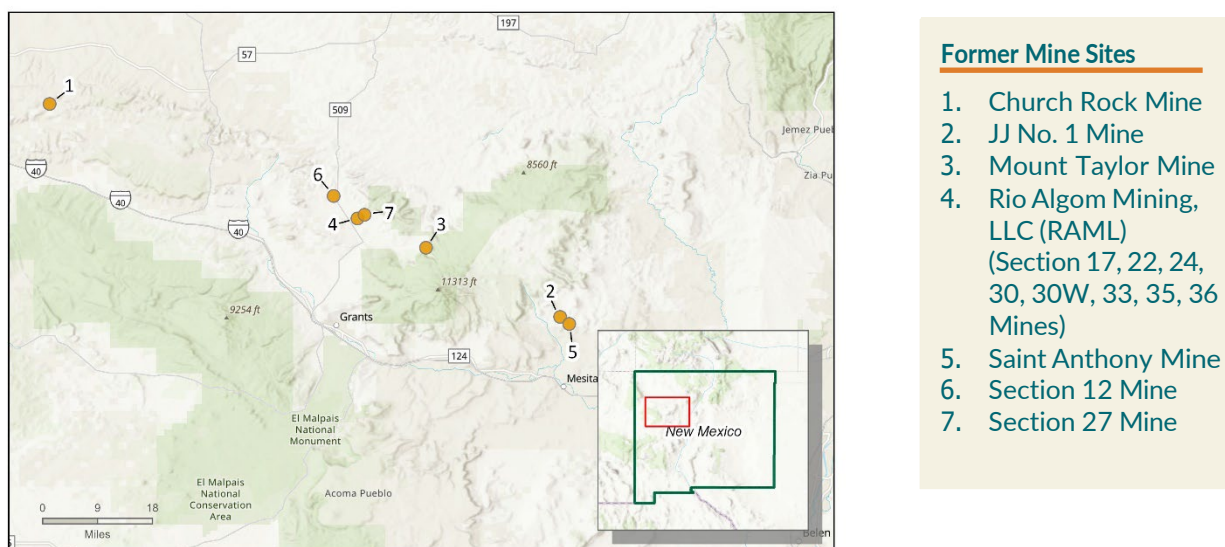 197
57
1
509
Jemez Pueb
40
8560 ft
Zia Pu
6
40
7
4
3
40
11313 ft
9254 ft
2
Grants
5
124
Mesita
New Mexico
El Malpais
National
Monument
El Malpais
National
Conservation
Area
Acoma Pueblo
0 9 18
Miles
Belen
Former Mine Sites
1. Church Rock Mine
2. JJ No. 1 Mine
3. Mount Taylor Mine
4. Rio Algom Mining,
LLC (RAML)
(Section 17, 22, 24,
30, 30W, 33, 35, 36
Mines)
5. Saint Anthony Mine
6. Section 12 Mine
7. Section 27 Mine